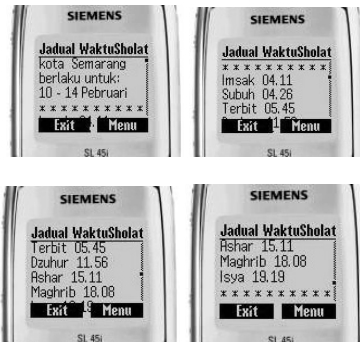 SIEMENS
Jadual WaktuSholat
kota Semarang
berlaku untuk:
10 - 14 Pebruari
* * * * * * * * * *
Exit Menu
SL 45i
SIEMENS
Jadual WaktuSholat
* * * * * * * * * *
Imsak 04.11
Subuh 04.26
Terbit 05.45
Exit Menu
SL 45i
SIEMENS
Jadual WaktuSholat
Terbit 05.45
Dzuhur 11.56
Ashar 15.11
Maghrib 18.08
Exit Menu
SL 45i
SIEMENS
Jadual WaktuSholat
Ashar 15.11
Maghrib 18.08
Isya 19.19
* * * * * * * * * *
Exit Menu
SL 45i